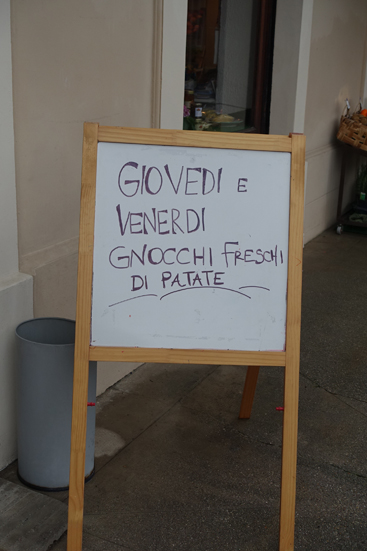 GIOVEDI E
VENERDI
GNOCCHI FRESCHI
DI PATATE